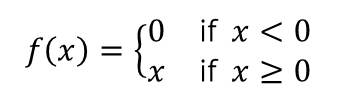 f(x) = {0 if x < 0
x if x ≥ 0